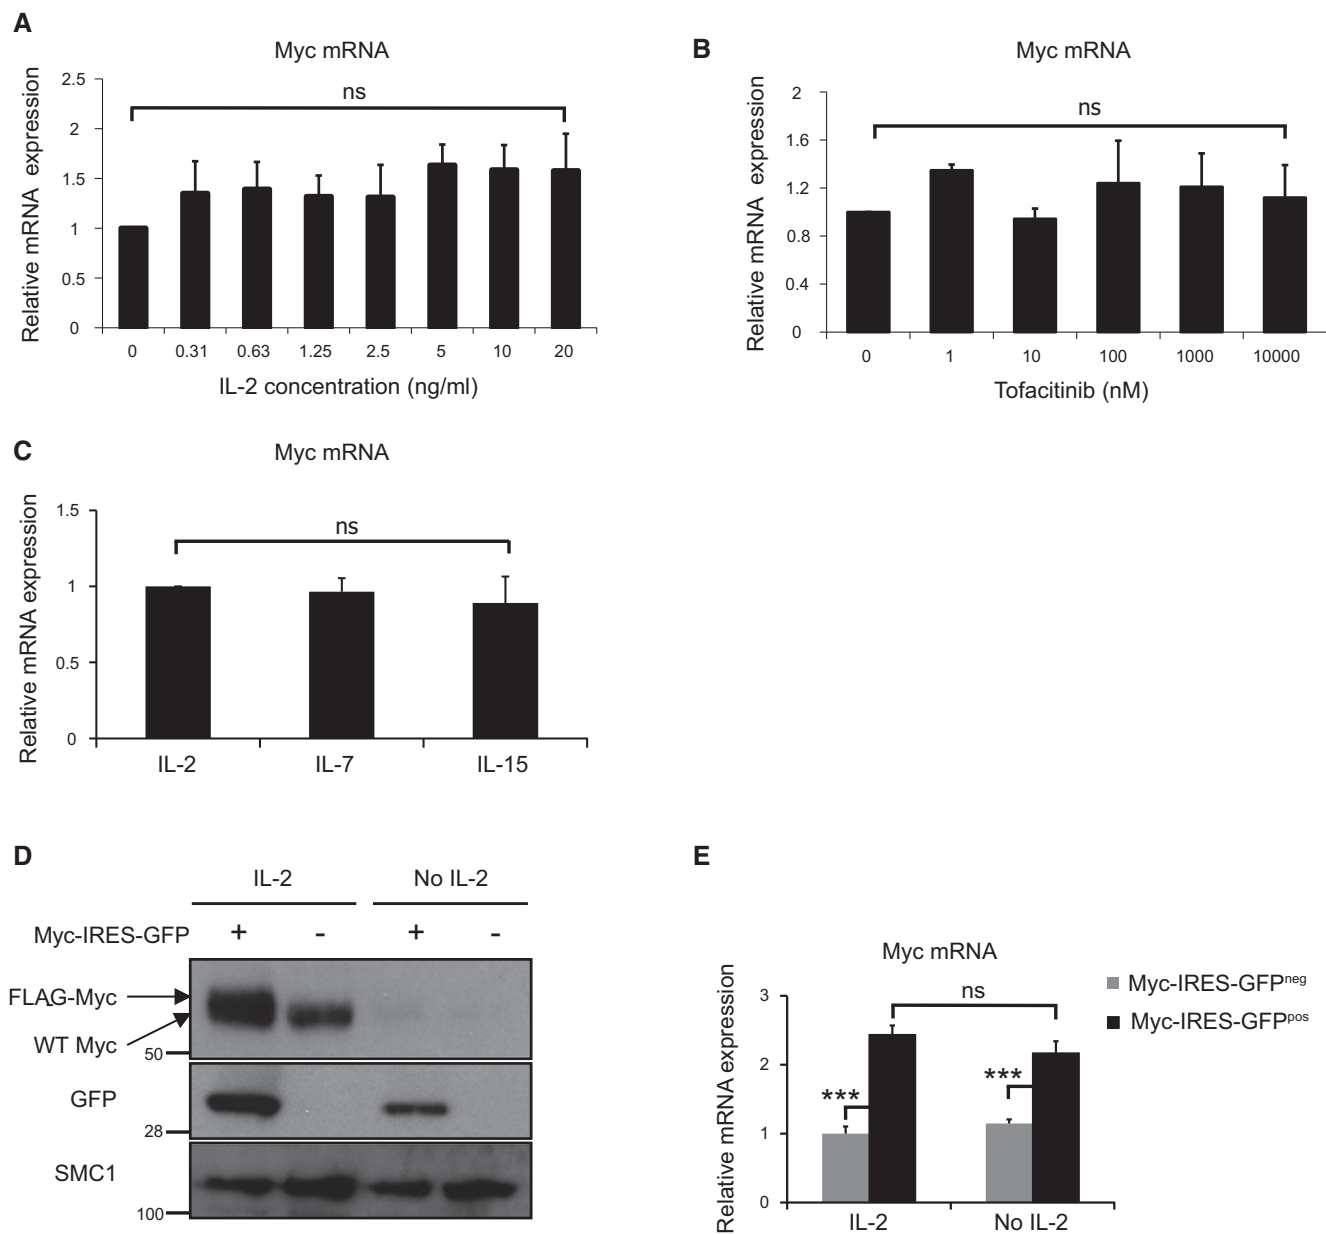 A
Myc mRNA
Relative mRNA expression
2.5
2
1.5
1
0.5
0
ns
0 0.31 0.63 1.25 2.5 5 10 20
IL-2 concentration (ng/ml)
B
Myc mRNA
Relative mRNA expression
2
1.6
1.2
0.8
0.4
0
ns
0 1 10 100 1000 10000
Tofacitinib (nM)
C
Myc mRNA
Relative mRNA expression
1.5
1
0.5
0
ns
IL-2 IL-7 IL-15
D
IL-2 No IL-2
Myc-IRES-GFP + - + -
FLAG-Myc
WT Myc
50
GFP
28
SMC1
100
E
Myc mRNA
Relative mRNA expression
3
2
1
0
ns
***
***
IL-2 No IL-2
Myc-IRES-GFPneg
Myc-IRES-GFPpos